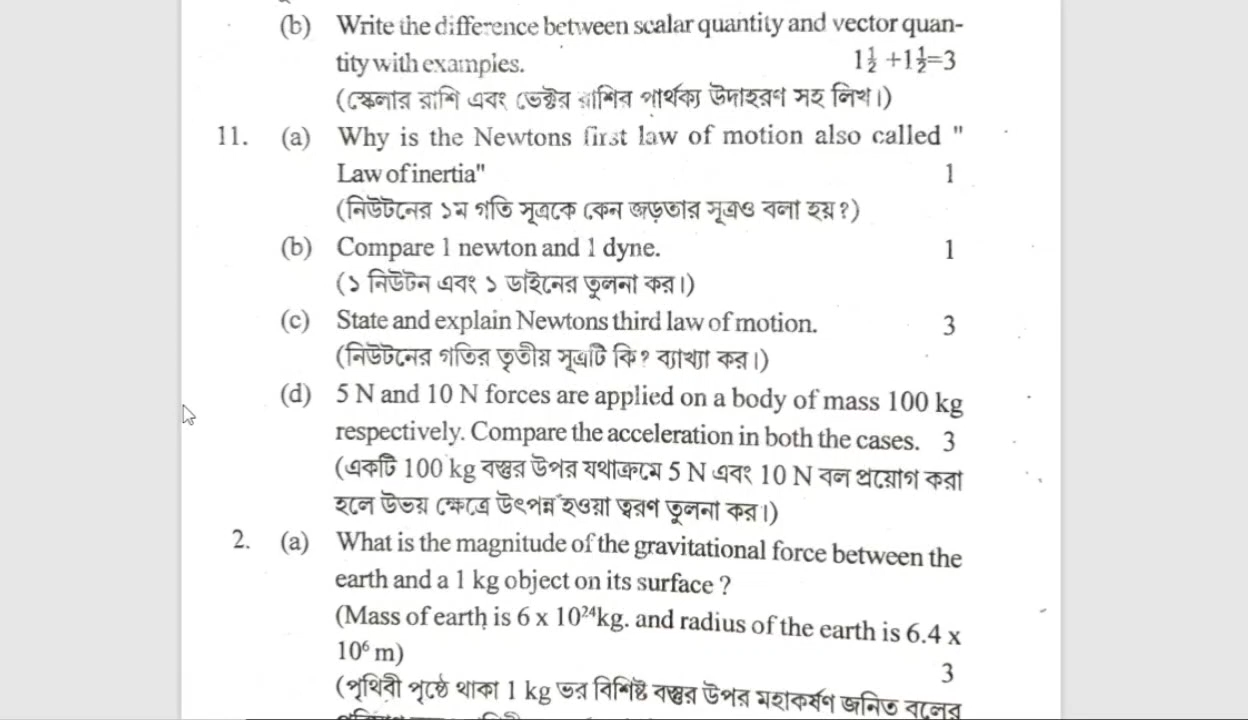 (b) Write the difference between scalar quantity and vector quan-
tity with examples. 1½ +1½=3
(স্কেলার রাশি এবং ভেক্টর রাশির পার্থক্য উদাহরণ সহ লিখ।)
11. (a) Why is the Newtons first law of motion also called "
Law of inertia" 1
(নিউটনের ১ম গতি সূত্রকে কেন জড়তার সূত্রও বলা হয়?)
(b) Compare 1 newton and 1 dyne. 1
(১ নিউটন এবং ১ ডাইনের তুলনা কর।)
(c) State and explain Newtons third law of motion. 3
(নিউটনের গতির তৃতীয় সূত্রটি কি? ব্যাখ্যা কর।)
(d) 5 N and 10 N forces are applied on a body of mass 100 kg
respectively. Compare the acceleration in both the cases. 3
(একটি 100 kg বস্তুর উপর যথাক্রমে 5 N এবং 10 N বল প্রয়োগ করা
হলে উভয় ক্ষেত্রে উৎপন্ন হওয়া ত্বরণ তুলনা কর।)
2. (a) What is the magnitude of the gravitational force between the
earth and a 1 kg object on its surface ?
(Mass of earth is 6 x 10²⁴kg. and radius of the earth is 6.4 x
10⁶ m) 3
(পৃথিবী পৃষ্ঠে থাকা 1 kg ভর বিশিষ্ট বস্তুর উপর মহাকর্ষণ জনিত বলের